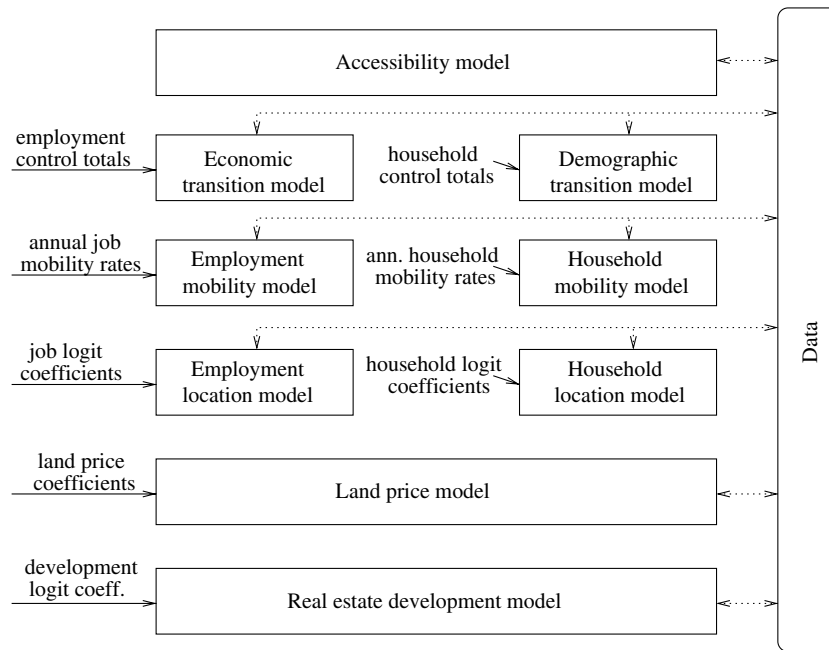 Accessibility model
employment
control totals
Economic
transition model
household
control totals
Demographic
transition model
annual job
mobility rates
Employment
mobility model
ann. household
mobility rates
Household
mobility model
job logit
coefficients
Employment
location model
household logit
coefficients
Household
location model
land price
coefficients
Land price model
development
logit coeff.
Real estate development model
Data